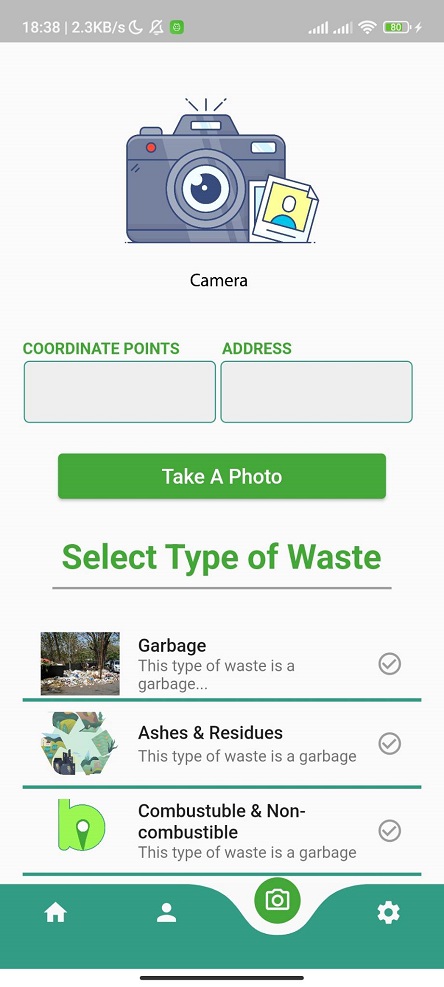 18:38 | 2.3KB/s
80
Camera
COORDINATE POINTS
ADDRESS
Take A Photo
Select Type of Waste
Garbage
This type of waste is a
garbage...
Ashes & Residues
This type of waste is a garbage
Combustuble & Non-
combustible
This type of waste is a garbage